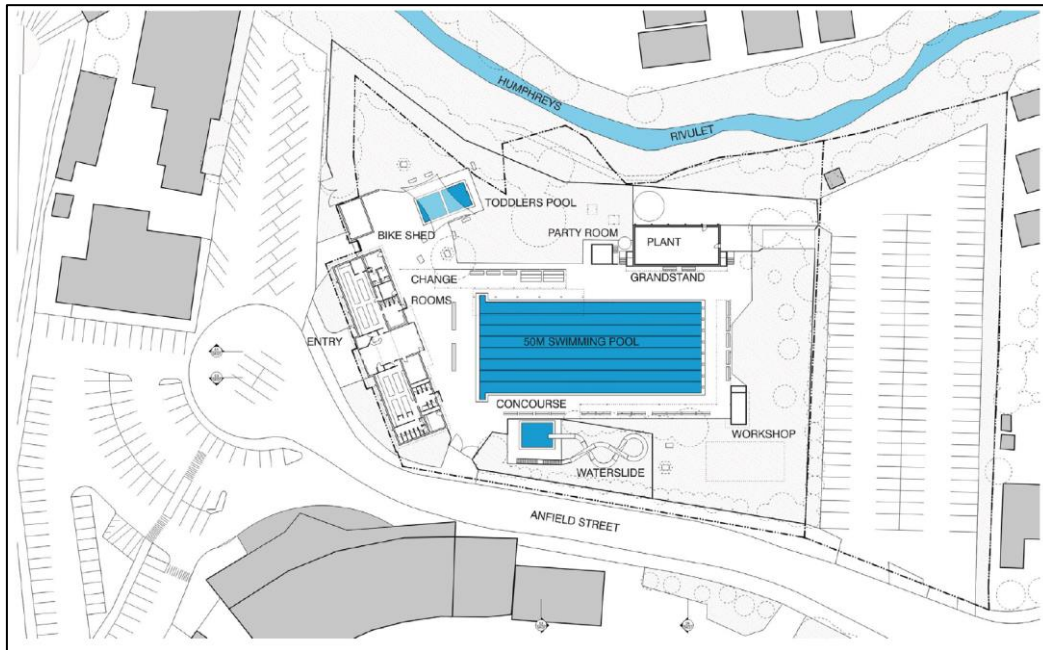 HUMPHREYS
RIVULET
TODDLERS POOL
BIKE SHED
PARTY ROOM
PLANT
CHANGE
ROOMS
GRANDSTAND
ENTRY
50M SWIMMING POOL
CONCOURSE
WORKSHOP
WATERSLIDE
ANFIELD STREET